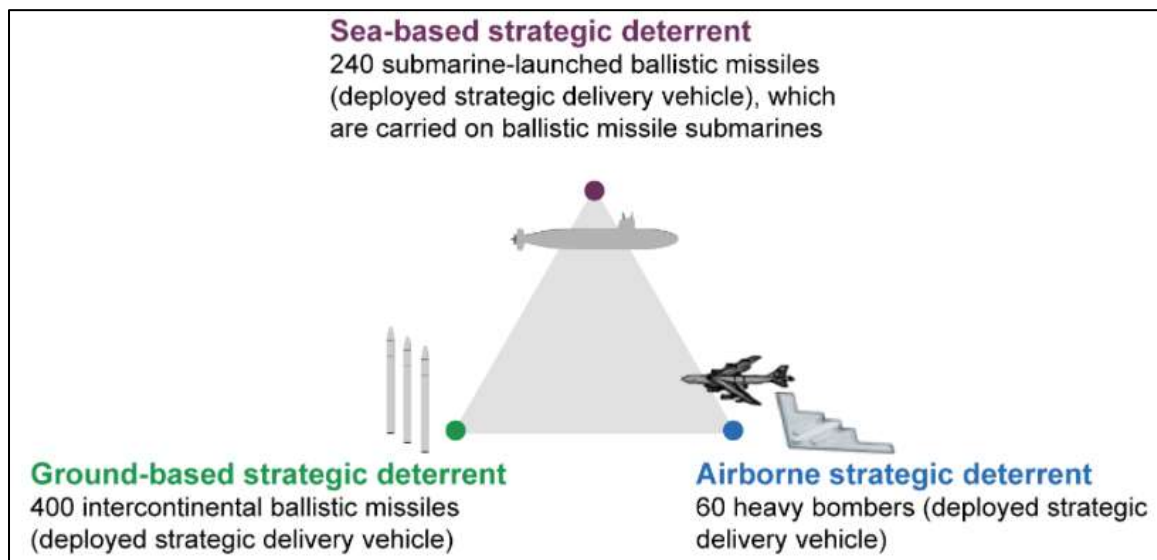 Sea-based strategic deterrent
240 submarine-launched ballistic missiles
(deployed strategic delivery vehicle), which
are carried on ballistic missile submarines
Ground-based strategic deterrent
400 intercontinental ballistic missiles
(deployed strategic delivery vehicle)
Airborne strategic deterrent
60 heavy bombers (deployed strategic
delivery vehicle)